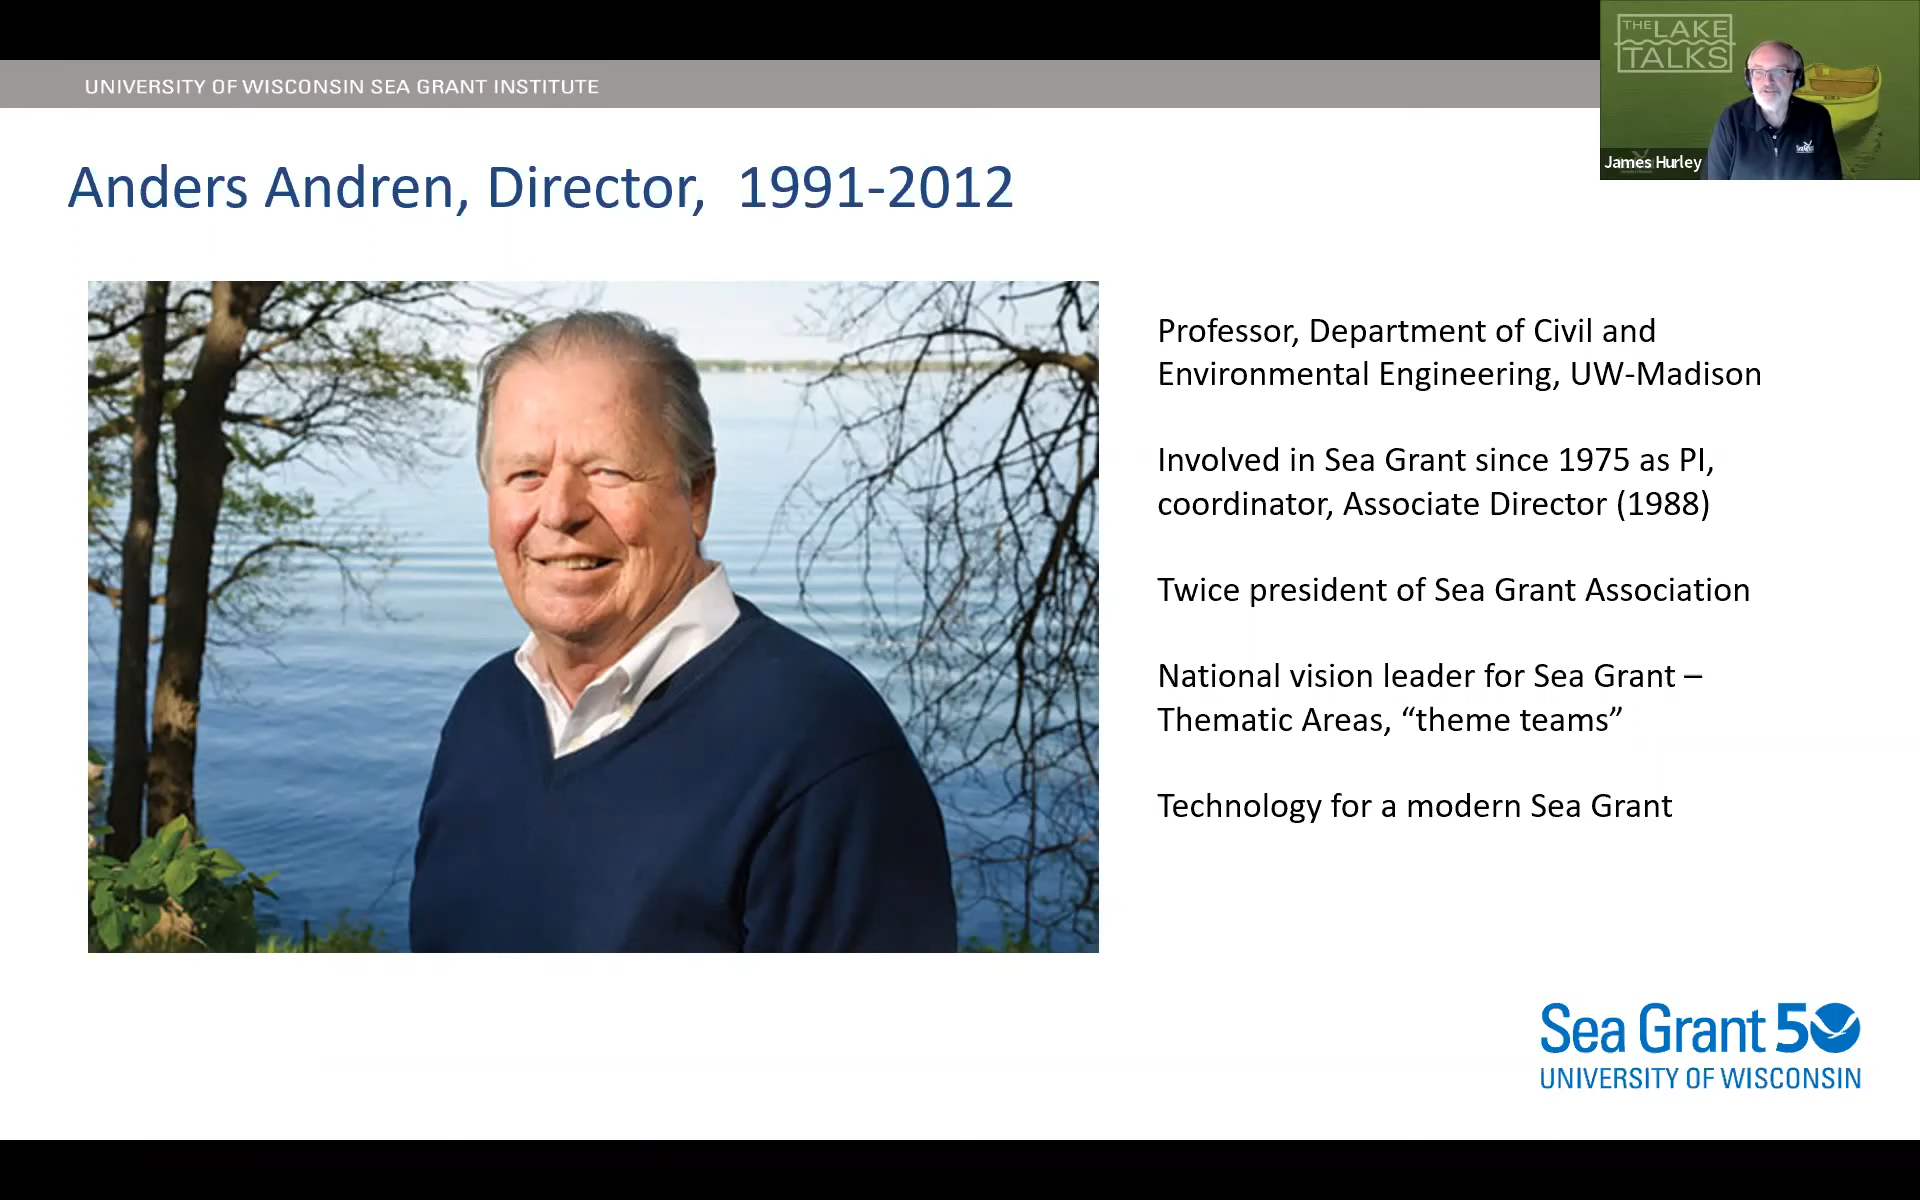 UNIVERSITY OF WISCONSIN SEA GRANT INSTITUTE
THE LAKE
TALKS
James Hurley
Anders Andren, Director, 1991-2012
Professor, Department of Civil and
Environmental Engineering, UW-Madison
Involved in Sea Grant since 1975 as PI,
coordinator, Associate Director (1988)
Twice president of Sea Grant Association
National vision leader for Sea Grant –
Thematic Areas, “theme teams”
Technology for a modern Sea Grant
Sea Grant 50
UNIVERSITY OF WISCONSIN